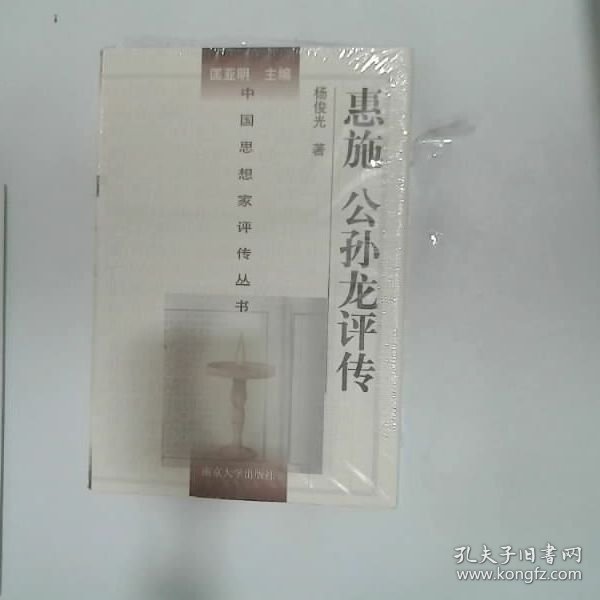 匡亚明 主编
惠施 公孙龙评传
杨俊光 著
中国思想家评传丛书
南京大学出版社
孔夫子旧书网
www.kongfz.com